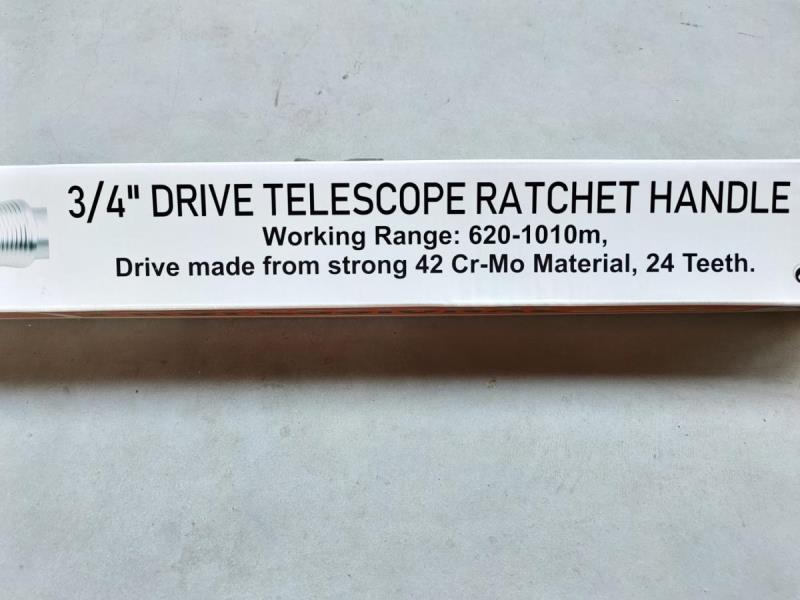 3/4" DRIVE TELESCOPE RATCHET HANDLE
Working Range: 620-1010m,
Drive made from strong 42 Cr-Mo Material, 24 Teeth.